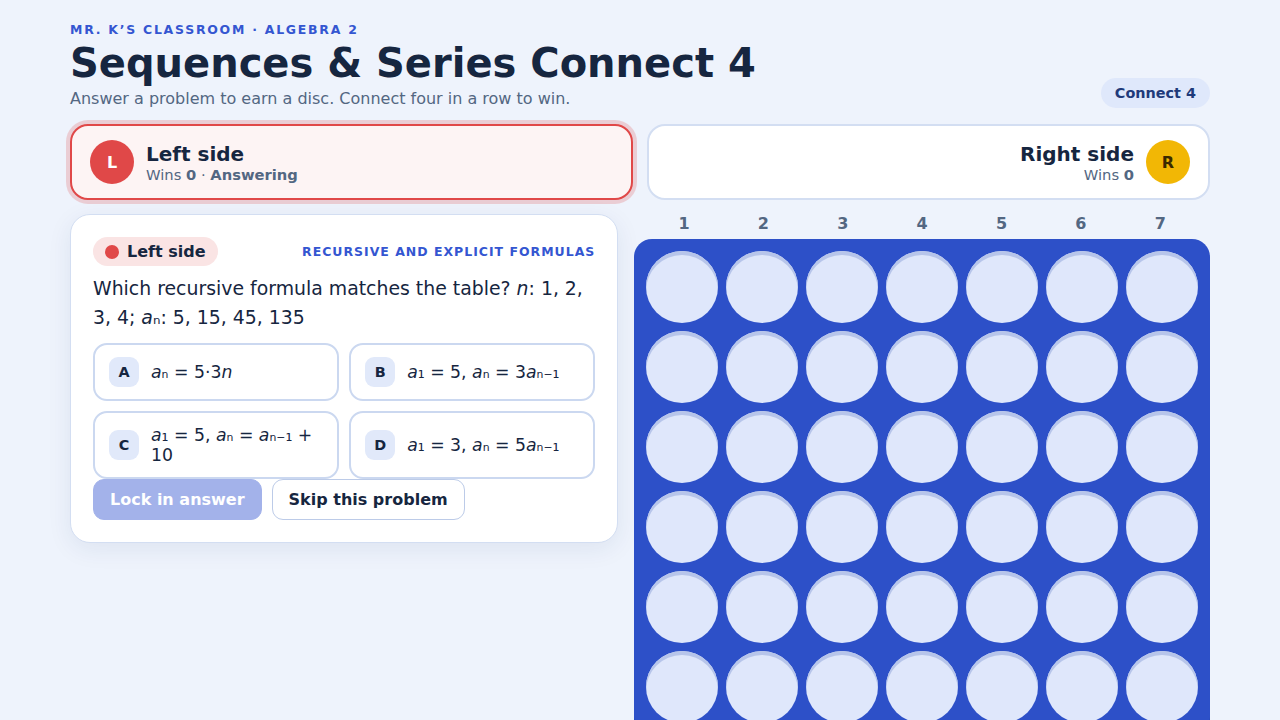 MR. K’S CLASSROOM · ALGEBRA 2
Sequences & Series Connect 4
Answer a problem to earn a disc. Connect four in a row to win.
Connect 4
L
Left side
Wins 0 · Answering
Right side
Wins 0
R
Left side
RECURSIVE AND EXPLICIT FORMULAS
Which recursive formula matches the table? n: 1, 2,
3, 4; aₙ: 5, 15, 45, 135
A aₙ = 5·3n
B a₁ = 5, aₙ = 3aₙ₋₁
C a₁ = 5, aₙ = aₙ₋₁ +
10
D a₁ = 3, aₙ = 5aₙ₋₁
Lock in answer
Skip this problem
1 2 3 4 5 6 7